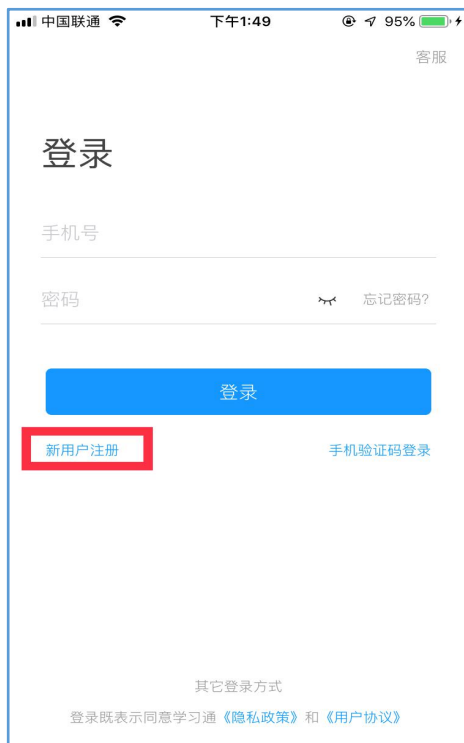 中国联通 下午1:49 95%
客服
登录
手机号
密码 忘记密码?
登录
新用户注册 手机验证码登录
其它登录方式
登录既表示同意学习通《隐私政策》和《用户协议》